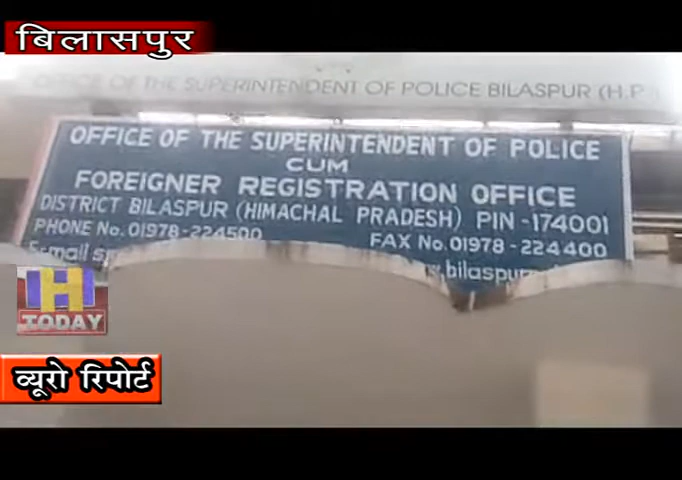 बिलासपुर
OFFICE OF THE SUPERINTENDENT OF POLICE BILASPUR (H.P.)
OFFICE OF THE SUPERINTENDENT OF POLICE
CUM
FOREIGNER REGISTRATION OFFICE
DISTRICT BILASPUR (HIMACHAL PRADESH) PIN-174001
PHONE No. 01978-224500 FAX No. 01978-224400
H
TODAY
ब्यूरो रिपोर्ट